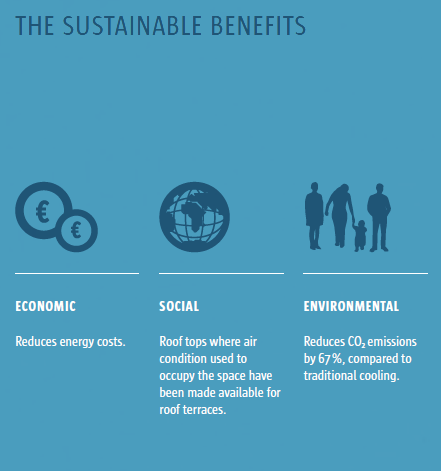 THE SUSTAINABLE BENEFITS
€
€
ECONOMIC
Reduces energy costs.
SOCIAL
Roof tops where air
condition used to
occupy the space have
been made available for
roof terraces.
ENVIRONMENTAL
Reduces CO₂ emissions
by 67 %, compared to
traditional cooling.